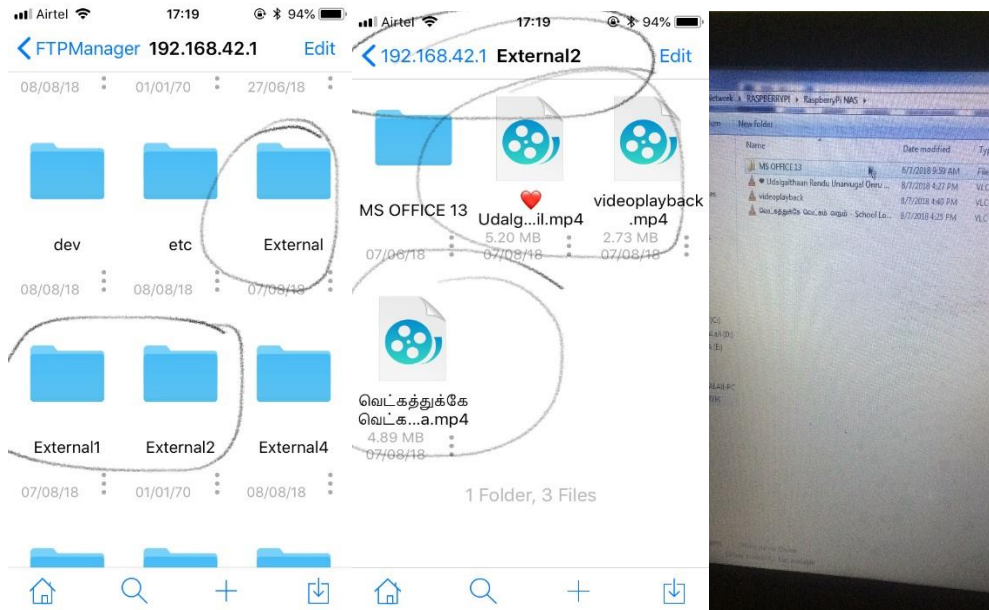 Airtel 17:19 94%
FTPManager 192.168.42.1 Edit
08/08/18 01/01/70 27/06/18
dev etc External
08/08/18 08/08/18 07/08/18
External1 External2 External4
07/08/18 01/01/70 08/08/18
Airtel 17:19 94%
192.168.42.1 External2 Edit
MS OFFICE 13 Udalg...il.mp4 videoplayback
.mp4
5.20 MB 2.73 MB
07/06/18 07/08/18 07/08/18
வெட்கத்துக்கே
வெட்க...a.mp4
4.89 MB
07/08/18
1 Folder, 3 Files
Network RASPBERRYPI RaspberryPi NAS
New folder
Name Date modified
MS OFFICE 13 6/7/2018 9:59 AM
Udalgaithaan Rendu Unarvugal Onru ... 8/7/2018 4:27 PM VLC
videoplayback 8/7/2018 4:40 PM VLC
- School Lo... 8/7/2018 4:25 PM VLC